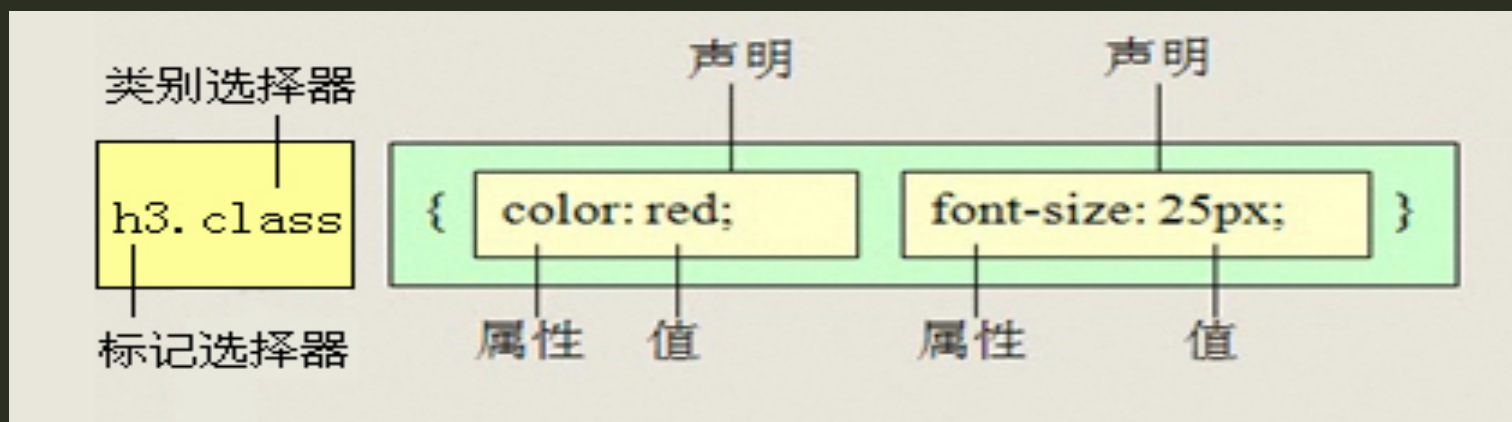 声明 声明
类别选择器
h3.class { color: red; font-size: 25px; }
属性 值 属性 值
标记选择器